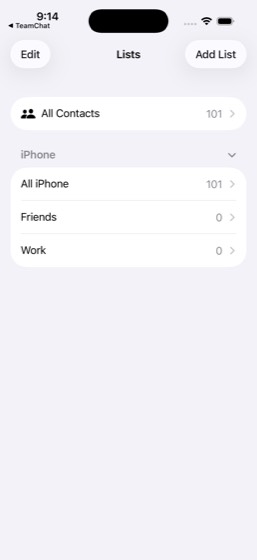 9:14
TeamChat
Edit
Lists
Add List
All Contacts
101
iPhone
All iPhone
101
Friends
0
Work
0